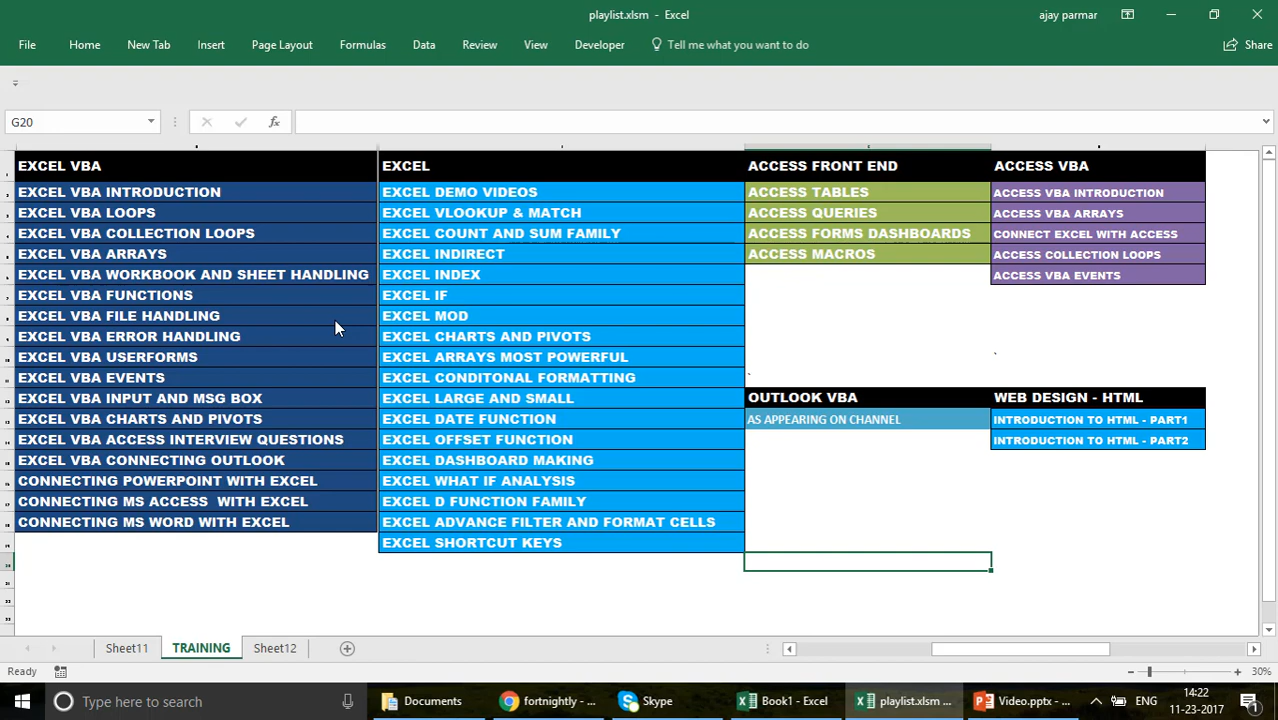 playlist.xlsm - Excel
ajay parmar
File Home New Tab Insert Page Layout Formulas Data Review View Developer Tell me what you want to do Share
G20
fx
EXCEL VBA
EXCEL VBA INTRODUCTION
EXCEL VBA LOOPS
EXCEL VBA COLLECTION LOOPS
EXCEL VBA ARRAYS
EXCEL VBA WORKBOOK AND SHEET HANDLING
EXCEL VBA FUNCTIONS
EXCEL VBA FILE HANDLING
EXCEL VBA ERROR HANDLING
EXCEL VBA USERFORMS
EXCEL VBA EVENTS
EXCEL VBA INPUT AND MSG BOX
EXCEL VBA CHARTS AND PIVOTS
EXCEL VBA ACCESS INTERVIEW QUESTIONS
EXCEL VBA CONNECTING OUTLOOK
CONNECTING POWERPOINT WITH EXCEL
CONNECTING MS ACCESS  WITH EXCEL
CONNECTING MS WORD WITH EXCEL
EXCEL
EXCEL DEMO VIDEOS
EXCEL VLOOKUP & MATCH
EXCEL COUNT AND SUM FAMILY
EXCEL INDIRECT
EXCEL INDEX
EXCEL IF
EXCEL MOD
EXCEL CHARTS AND PIVOTS
EXCEL ARRAYS MOST POWERFUL
EXCEL CONDITONAL FORMATTING
EXCEL LARGE AND SMALL
EXCEL DATE FUNCTION
EXCEL OFFSET FUNCTION
EXCEL DASHBOARD MAKING
EXCEL WHAT IF ANALYSIS
EXCEL D FUNCTION FAMILY
EXCEL ADVANCE FILTER AND FORMAT CELLS
EXCEL SHORTCUT KEYS
ACCESS FRONT END
ACCESS TABLES
ACCESS QUERIES
ACCESS FORMS DASHBOARDS
ACCESS MACROS
ACCESS VBA
ACCESS VBA INTRODUCTION
ACCESS VBA ARRAYS
CONNECT EXCEL WITH ACCESS
ACCESS COLLECTION LOOPS
ACCESS VBA EVENTS
OUTLOOK VBA
AS APPEARING ON CHANNEL
WEB DESIGN - HTML
INTRODUCTION TO HTML - PART1
INTRODUCTION TO HTML - PART2
Sheet11 TRAINING Sheet12
Ready
30%
Type here to search
Documents
fortnightly - ...
Skype
Book1 - Excel
playlist.xlsm ...
Video.pptx - ...
ENG
14:22
11-23-2017
1